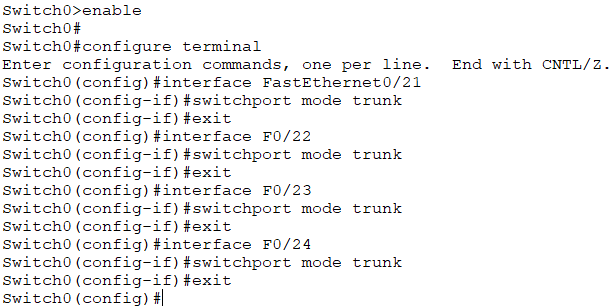 Switch0>enable
Switch0#
Switch0#configure terminal
Enter configuration commands, one per line.  End with CNTL/Z.
Switch0(config)#interface FastEthernet0/21
Switch0(config-if)#switchport mode trunk
Switch0(config-if)#exit
Switch0(config)#interface F0/22
Switch0(config-if)#switchport mode trunk
Switch0(config-if)#exit
Switch0(config)#interface F0/23
Switch0(config-if)#switchport mode trunk
Switch0(config-if)#exit
Switch0(config)#interface F0/24
Switch0(config-if)#switchport mode trunk
Switch0(config-if)#exit
Switch0(config)#